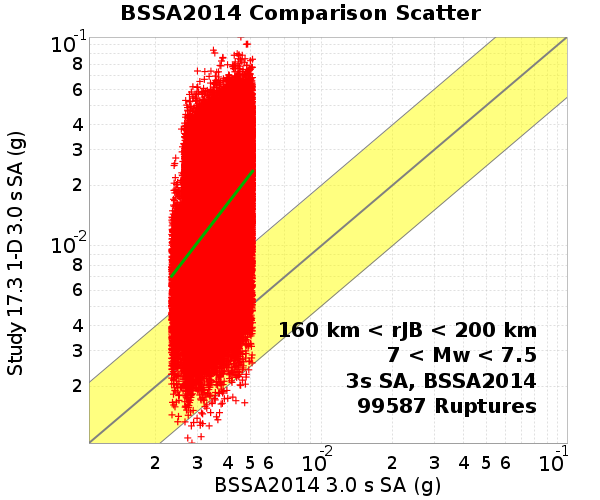 BSSA2014 Comparison Scatter
10-1
8
6
4
3
2
10-2
8
6
4
3
2
Study 17.3 1-D 3.0 s SA (g)
160 km < rJB < 200 km
7 < Mw < 7.5
3s SA, BSSA2014
99587 Ruptures
2 3 4 5 6 10-2 2 3 4 5 6 10-1
BSSA2014 3.0 s SA (g)